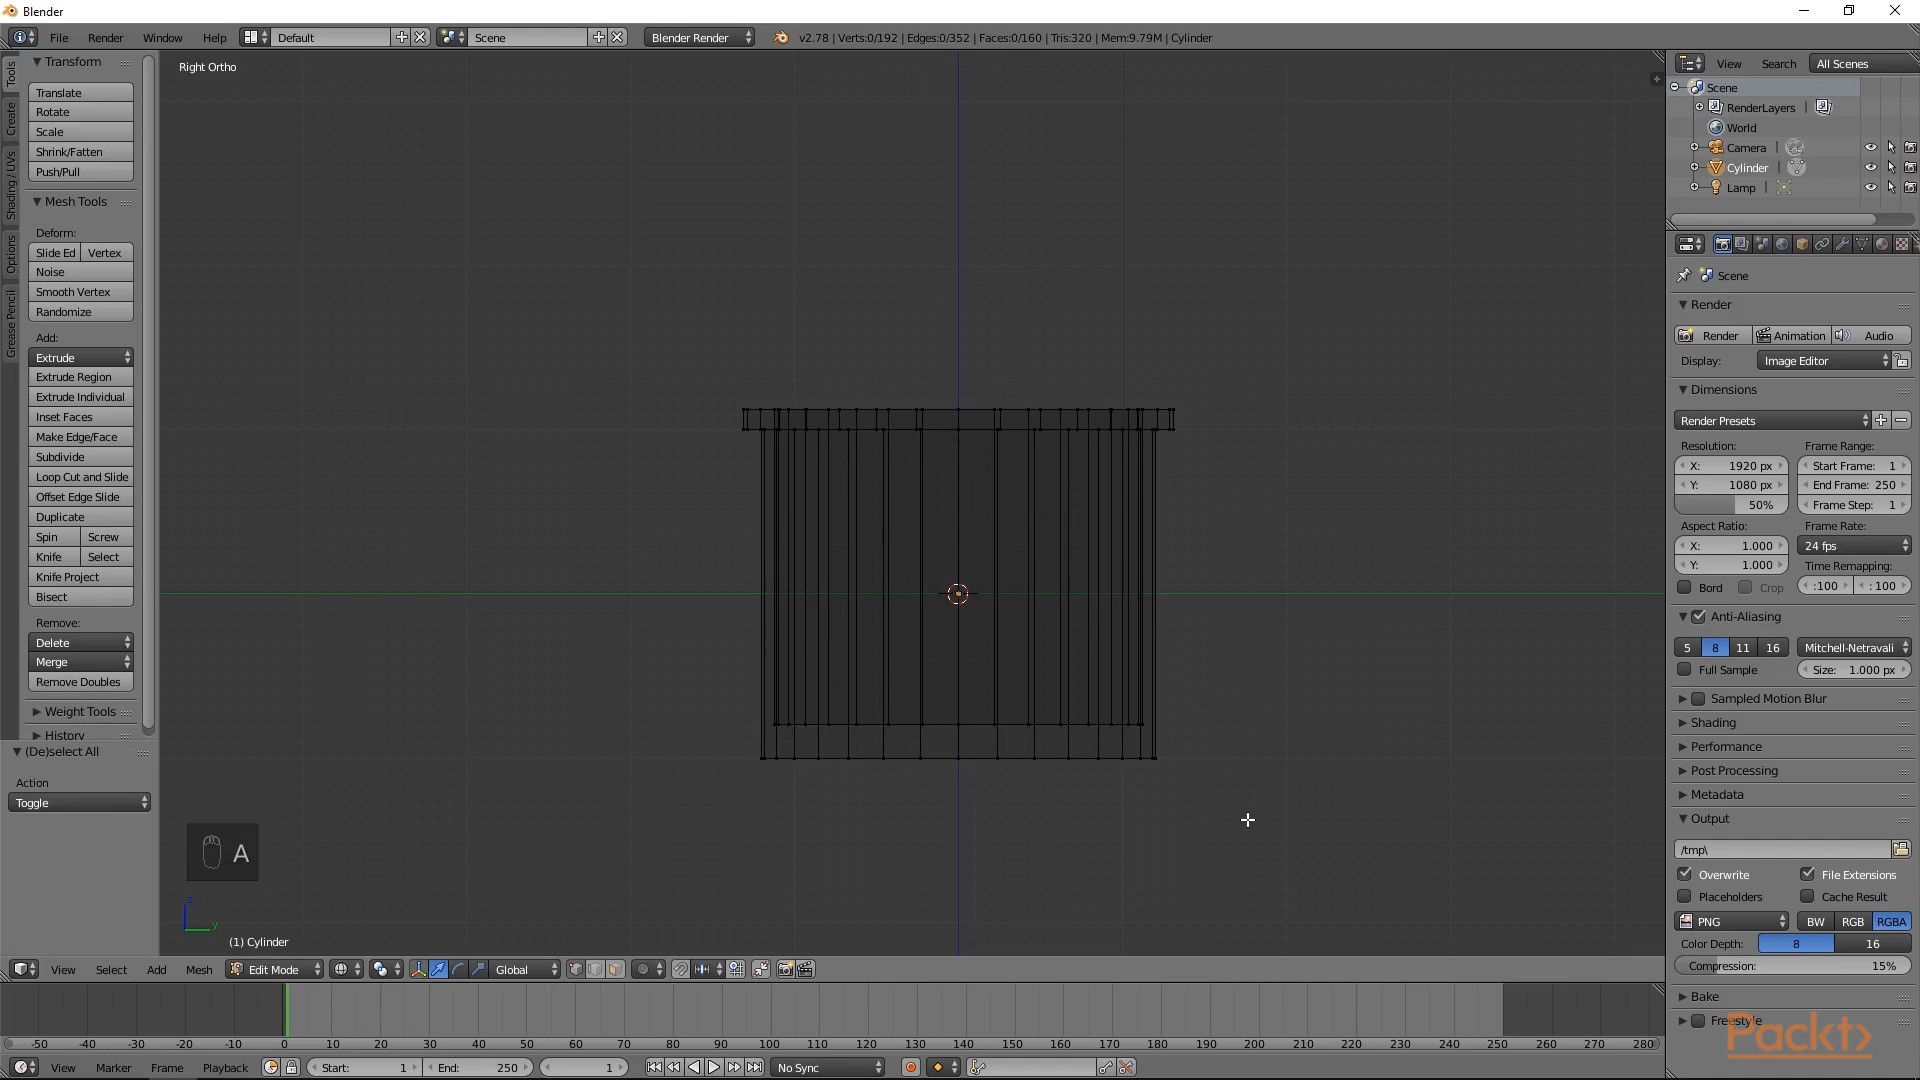 Blender
File Render Window Help Default Scene Blender Render v2.78 | Verts:0/192 | Edges:0/352 | Faces:0/160 | Tris:320 | Mem:9.79M | Cylinder
Tools
Create
Shading / UVs
Options
Grease Pencil
Transform
Translate
Rotate
Scale
Shrink/Fatten
Push/Pull
Mesh Tools
Deform:
Slide Ed Vertex
Noise
Smooth Vertex
Randomize
Add:
Extrude
Extrude Region
Extrude Individual
Inset Faces
Make Edge/Face
Subdivide
Loop Cut and Slide
Offset Edge Slide
Duplicate
Spin Screw
Knife Select
Knife Project
Bisect
Remove:
Delete
Merge
Remove Doubles
Weight Tools
History
(De)select All
Action
Toggle
Right Ortho
A
z
y
(1) Cylinder
View Select Add Mesh Edit Mode Global
-50 -40 -30 -20 -10 0 10 20 30 40 50 60 70 80 90 100 110 120 130 140 150 160 170 180 190 200 210 220 230 240 250 260 270 280
View Marker Frame Playback Start: 1 End: 250 1 No Sync
View Search All Scenes
Scene
RenderLayers |
World
Camera |
Cylinder |
Lamp |
Scene
Render
Render Animation Audio
Display: Image Editor
Dimensions
Render Presets
Resolution: Frame Range:
X: 1920 px Start Frame: 1
Y: 1080 px End Frame: 250
50% Frame Step: 1
Aspect Ratio: Frame Rate:
X: 1.000 24 fps
Y: 1.000 Time Remapping:
Bord Crop :100 : 100
Anti-Aliasing
5 8 11 16 Mitchell-Netravali
Full Sample Size: 1.000 px
Sampled Motion Blur
Shading
Performance
Post Processing
Metadata
Output
/tmp\
Overwrite File Extensions
Placeholders Cache Result
PNG BW RGB RGBA
Color Depth: 8 16
Compression: 15%
Bake
Freestyle
Packt>